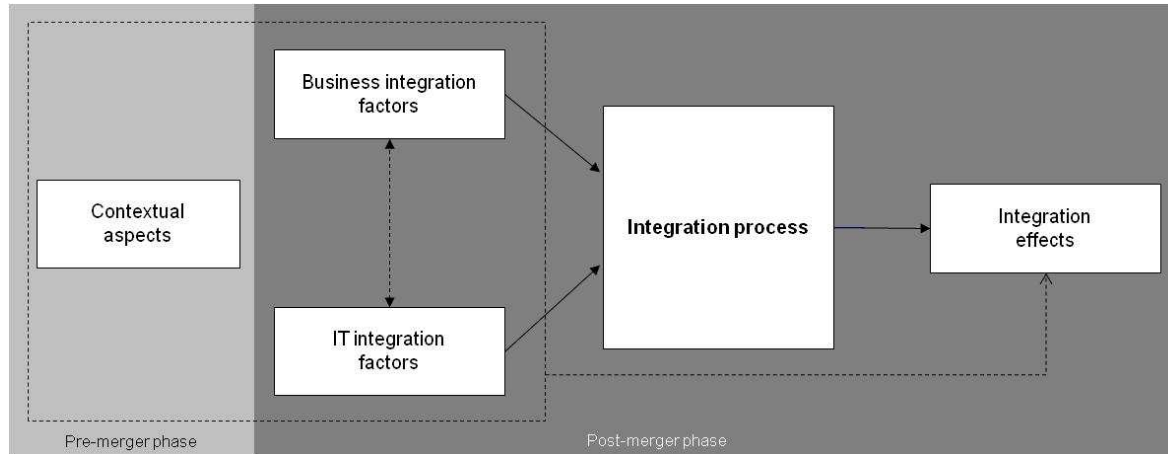 Business integration
factors
Contextual
aspects
Integration process
Integration
effects
IT integration
factors
Pre-merger phase
Post-merger phase